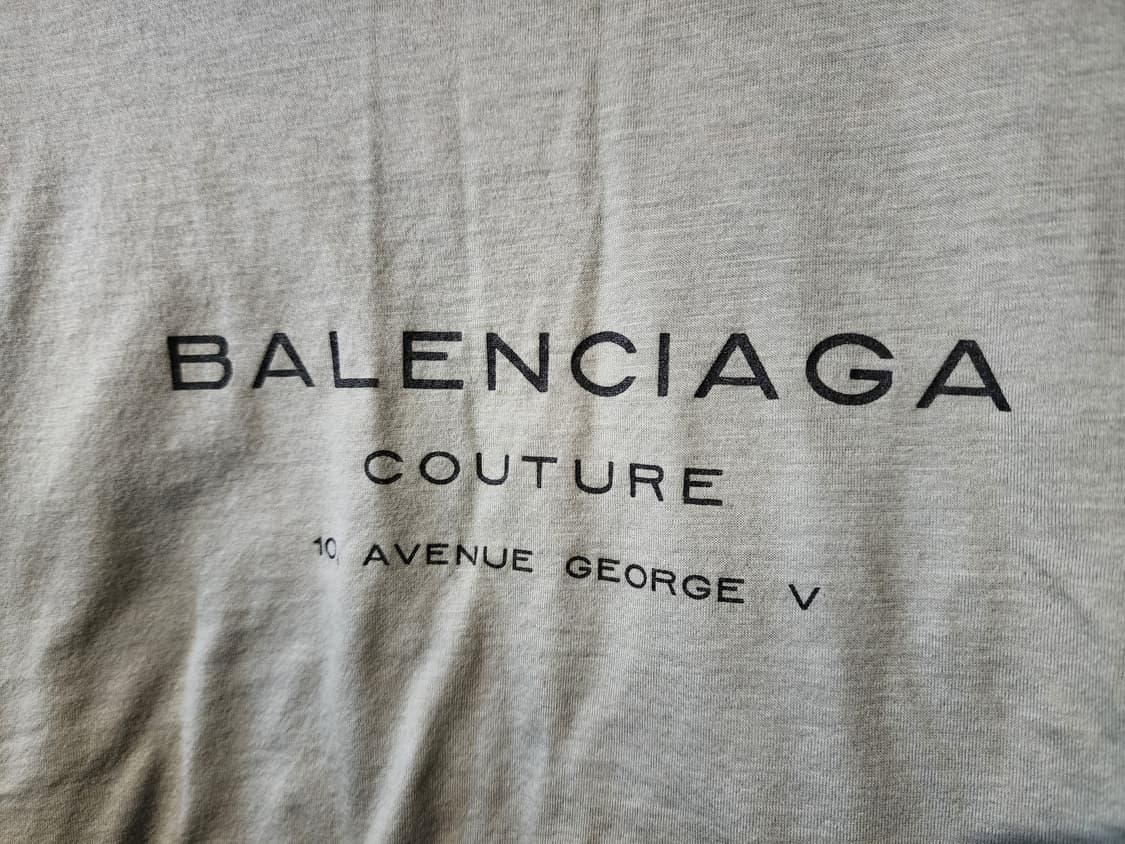 BALENCIAGA
COUTURE
10, AVENUE GEORGE V